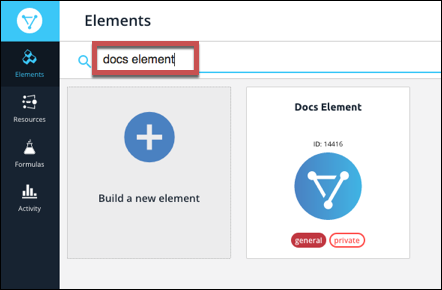 Elements
docs element
Elements
Resources
Formulas
Activity
Build a new element
Docs Element
ID: 14416
general
private